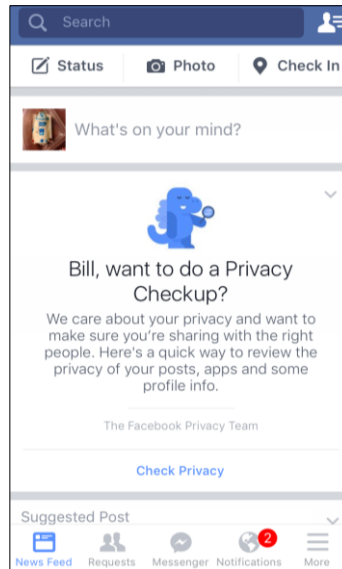 Search
Status Photo Check In
What's on your mind?
Bill, want to do a Privacy
Checkup?
We care about your privacy and want to
make sure you're sharing with the right
people. Here's a quick way to review the
privacy of your posts, apps and some
profile info.
The Facebook Privacy Team
Check Privacy
Suggested Post
2
News Feed Requests Messenger Notifications More